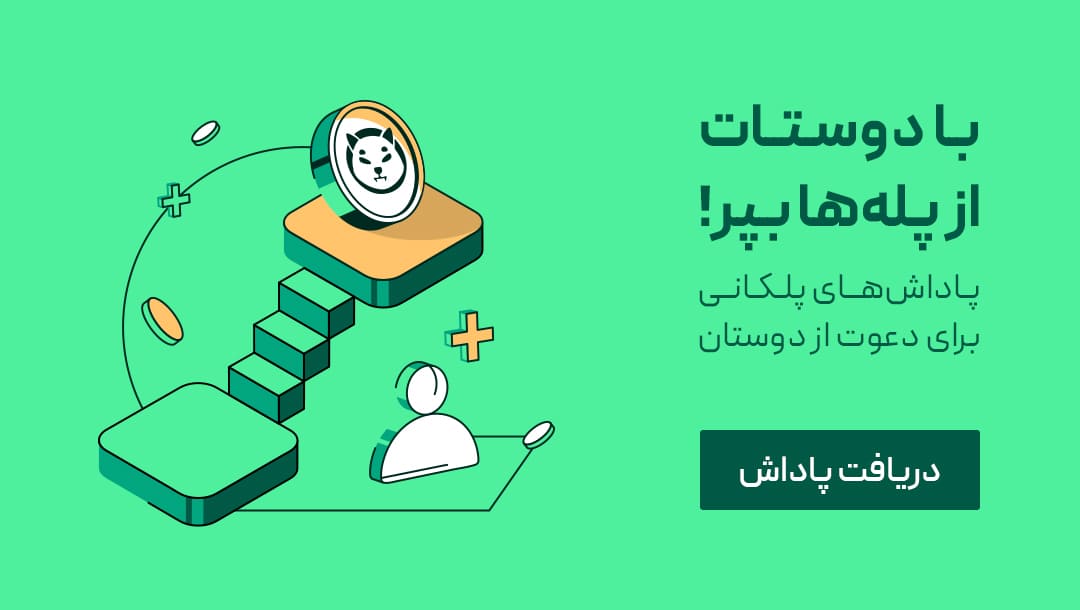 با دوستات
از پله‌ها بپر!
پاداش‌های پلکانی
برای دعوت از دوستان
دریافت پاداش